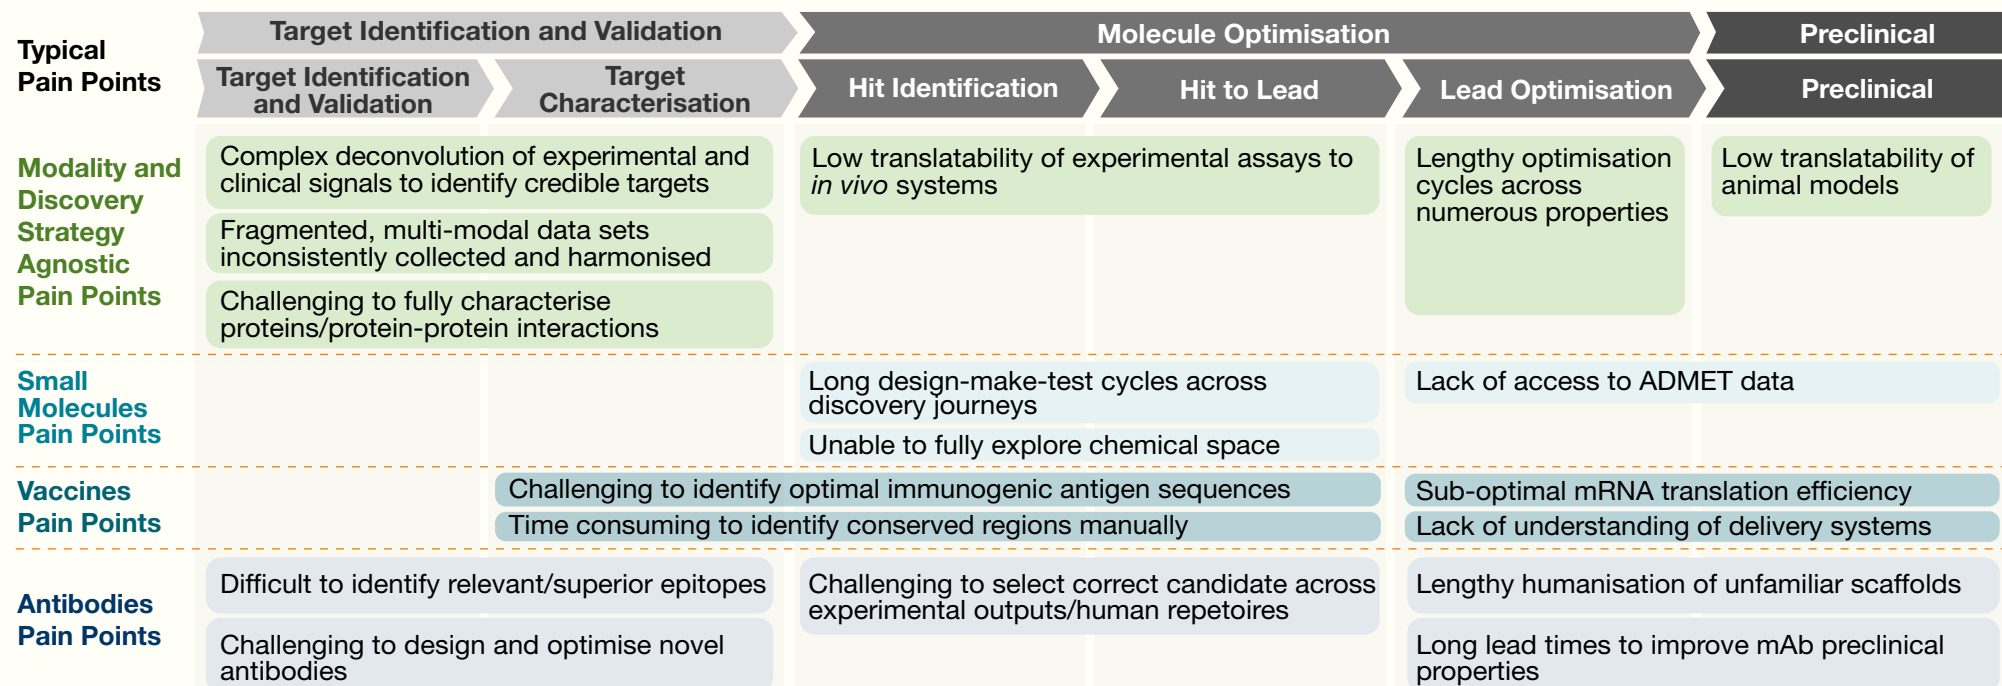 Typical
Pain Points
Target Identification and Validation
Molecule Optimisation
Preclinical
Target Identification
and Validation
Target
Characterisation
Hit Identification
Hit to Lead
Lead Optimisation
Preclinical
Modality and
Discovery
Strategy
Agnostic
Pain Points
Complex deconvolution of experimental and
clinical signals to identify credible targets
Fragmented, multi-modal data sets
inconsistently collected and harmonised
Challenging to fully characterise
proteins/protein-protein interactions
Low translatability of experimental assays to
in vivo systems
Lengthy optimisation
cycles across
numerous properties
Low translatability of
animal models
Small
Molecules
Pain Points
Long design-make-test cycles across
discovery journeys
Unable to fully explore chemical space
Lack of access to ADMET data
Vaccines
Pain Points
Challenging to identify optimal immunogenic antigen sequences
Time consuming to identify conserved regions manually
Sub-optimal mRNA translation efficiency
Lack of understanding of delivery systems
Antibodies
Pain Points
Difficult to identify relevant/superior epitopes
Challenging to design and optimise novel
antibodies
Challenging to select correct candidate across
experimental outputs/human repetoires
Lengthy humanisation of unfamiliar scaffolds
Long lead times to improve mAb preclinical
properties